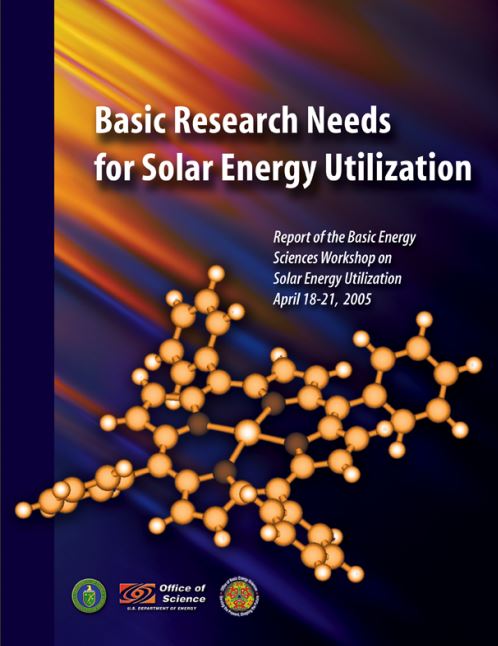 Basic Research Needs
for Solar Energy Utilization
Report of the Basic Energy
Sciences Workshop on
Solar Energy Utilization
April 18-21, 2005
Office of
Science
U.S. DEPARTMENT OF ENERGY